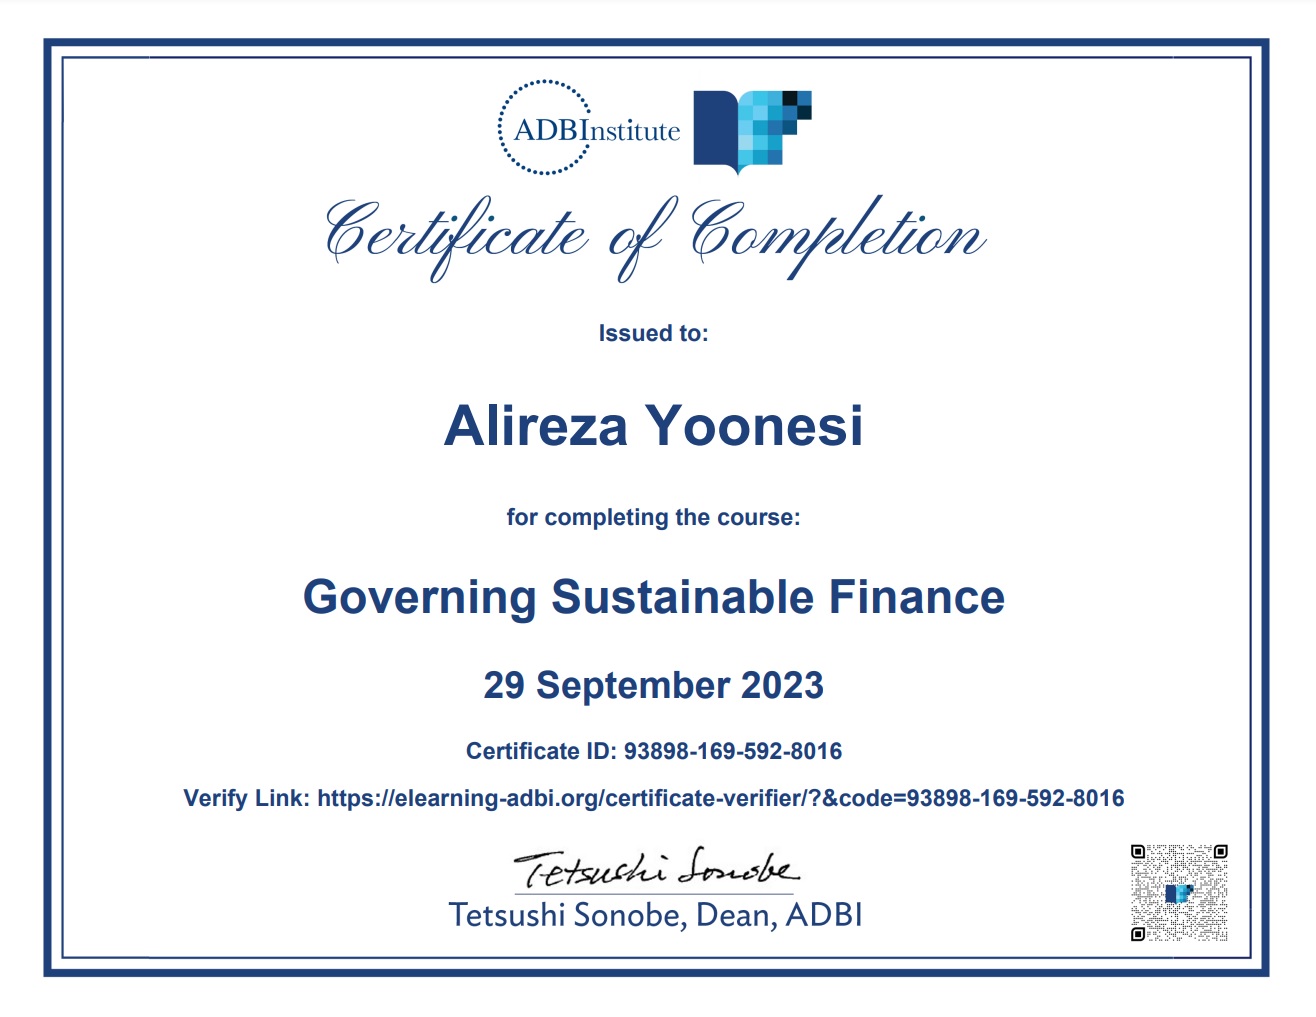 ADBInstitute
Certificate of Completion
Issued to:
Alireza Yoonesi
for completing the course:
Governing Sustainable Finance
29 September 2023
Certificate ID: 93898-169-592-8016
Verify Link: https://elearning-adbi.org/certificate-verifier/?&code=93898-169-592-8016
Tetsushi Sonobe
Tetsushi Sonobe, Dean, ADBI